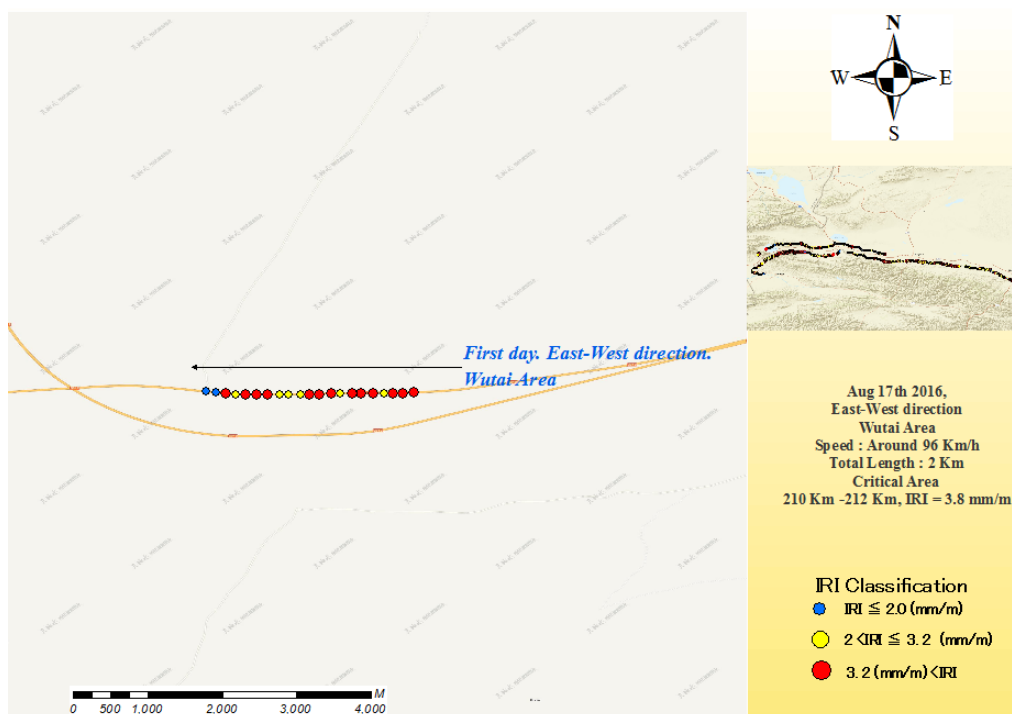 N
W E
S
First day. East-West direction.
Wutai Area
Aug 17th 2016,
East-West direction
Wutai Area
Speed : Around 96 Km/h
Total Length : 2 Km
Critical Area
210 Km -212 Km, IRI = 3.8 mm/m
IRI Classification
IRI ≦ 2.0 (mm/m)
2<IRI ≦ 3.2 (mm/m)
3.2 (mm/m)<IRI
M
0 500 1,000 2,000 3,000 4,000